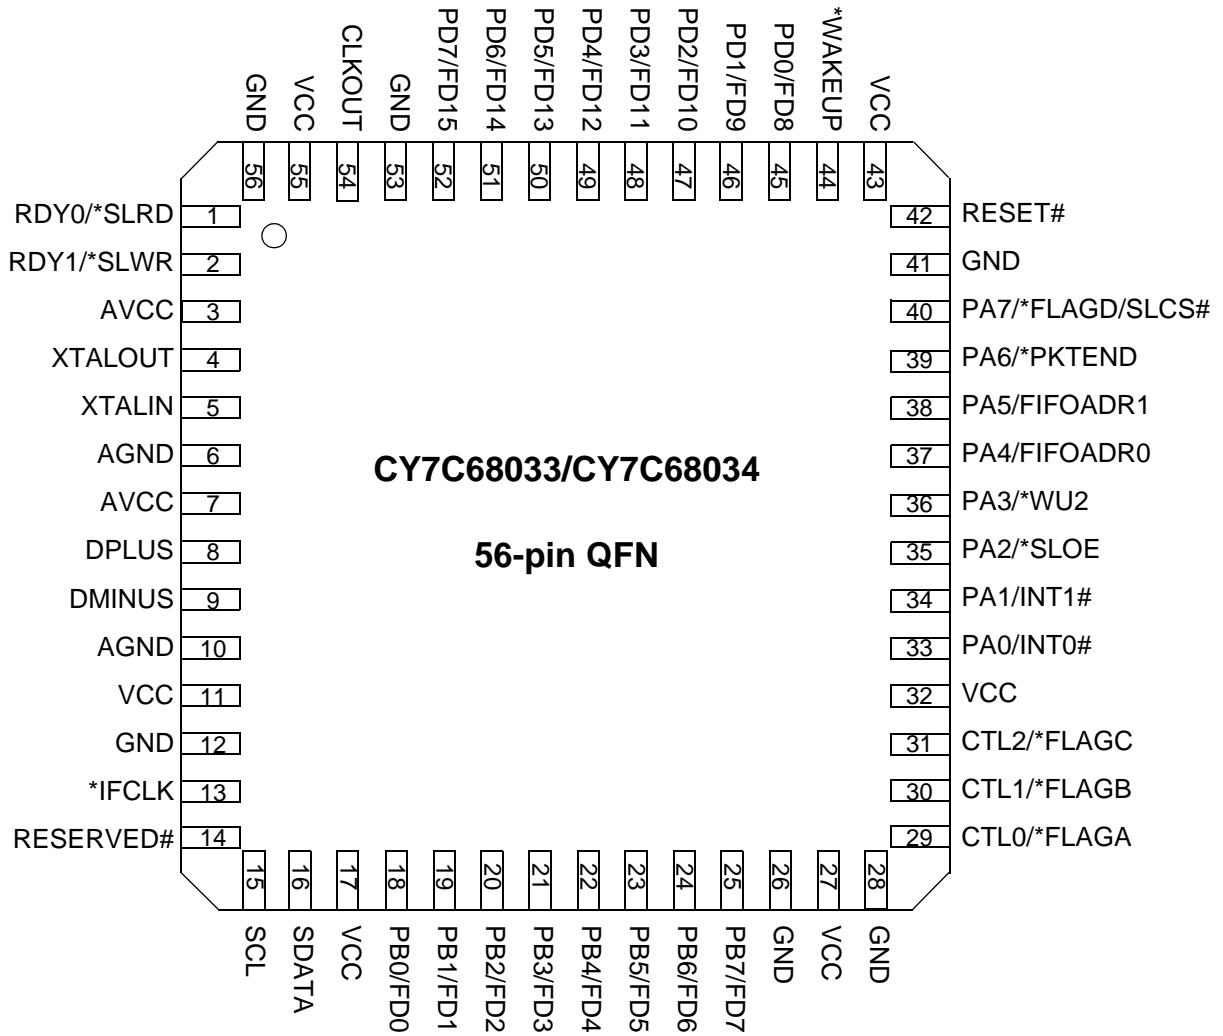 GND
VCC
CLKOUT
GND
PD7/FD15
PD6/FD14
PD5/FD13
PD4/FD12
PD3/FD11
PD2/FD10
PD1/FD9
PD0/FD8
*WAKEUP
VCC
56
55
54
53
52
51
50
49
48
47
46
45
44
43
RDY0/*SLRD 1
RDY1/*SLWR 2
AVCC 3
XTALOUT 4
XTALIN 5
AGND 6
AVCC 7
DPLUS 8
DMINUS 9
AGND 10
VCC 11
GND 12
*IFCLK 13
RESERVED# 14
CY7C68033/CY7C68034
56-pin QFN
42 RESET#
41 GND
40 PA7/*FLAGD/SLCS#
39 PA6/*PKTEND
38 PA5/FIFOADR1
37 PA4/FIFOADR0
36 PA3/*WU2
35 PA2/*SLOE
34 PA1/INT1#
33 PA0/INT0#
32 VCC
31 CTL2/*FLAGC
30 CTL1/*FLAGB
29 CTL0/*FLAGA
15
16
17
18
19
20
21
22
23
24
25
26
27
28
SCL
SDATA
VCC
PB0/FD0
PB1/FD1
PB2/FD2
PB3/FD3
PB4/FD4
PB5/FD5
PB6/FD6
PB7/FD7
GND
VCC
GND